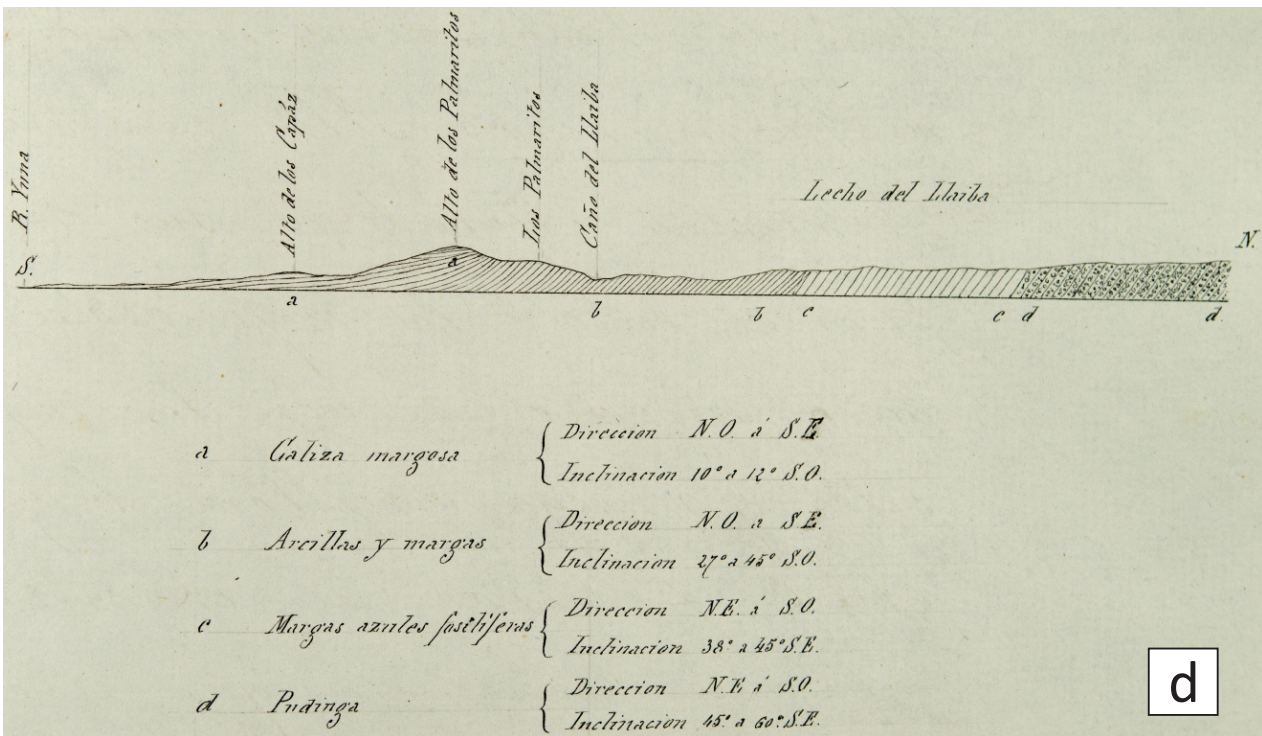 R. Yuna
Alto de los Capáz
Alto de los Palmaritos
Los Palmaritos
Caño del Llaiba
Lecho del Llaiba
S.
N.
a
a
b
b
c
c
d
d
a Caliza margosa
Direccion N.O. á S.E.
Inclinacion 10° a 12° S.O.
b Arcillas y margas
Direccion N.O. a S.E.
Inclinacion 27° a 45° S.O.
c Margas azules fosilíferas
Direccion N.E. á S.O.
Inclinacion 38° a 45° S.E.
d Pudinga
Direccion N.E. á S.O.
Inclinacion 45° a 60° S.E.
d